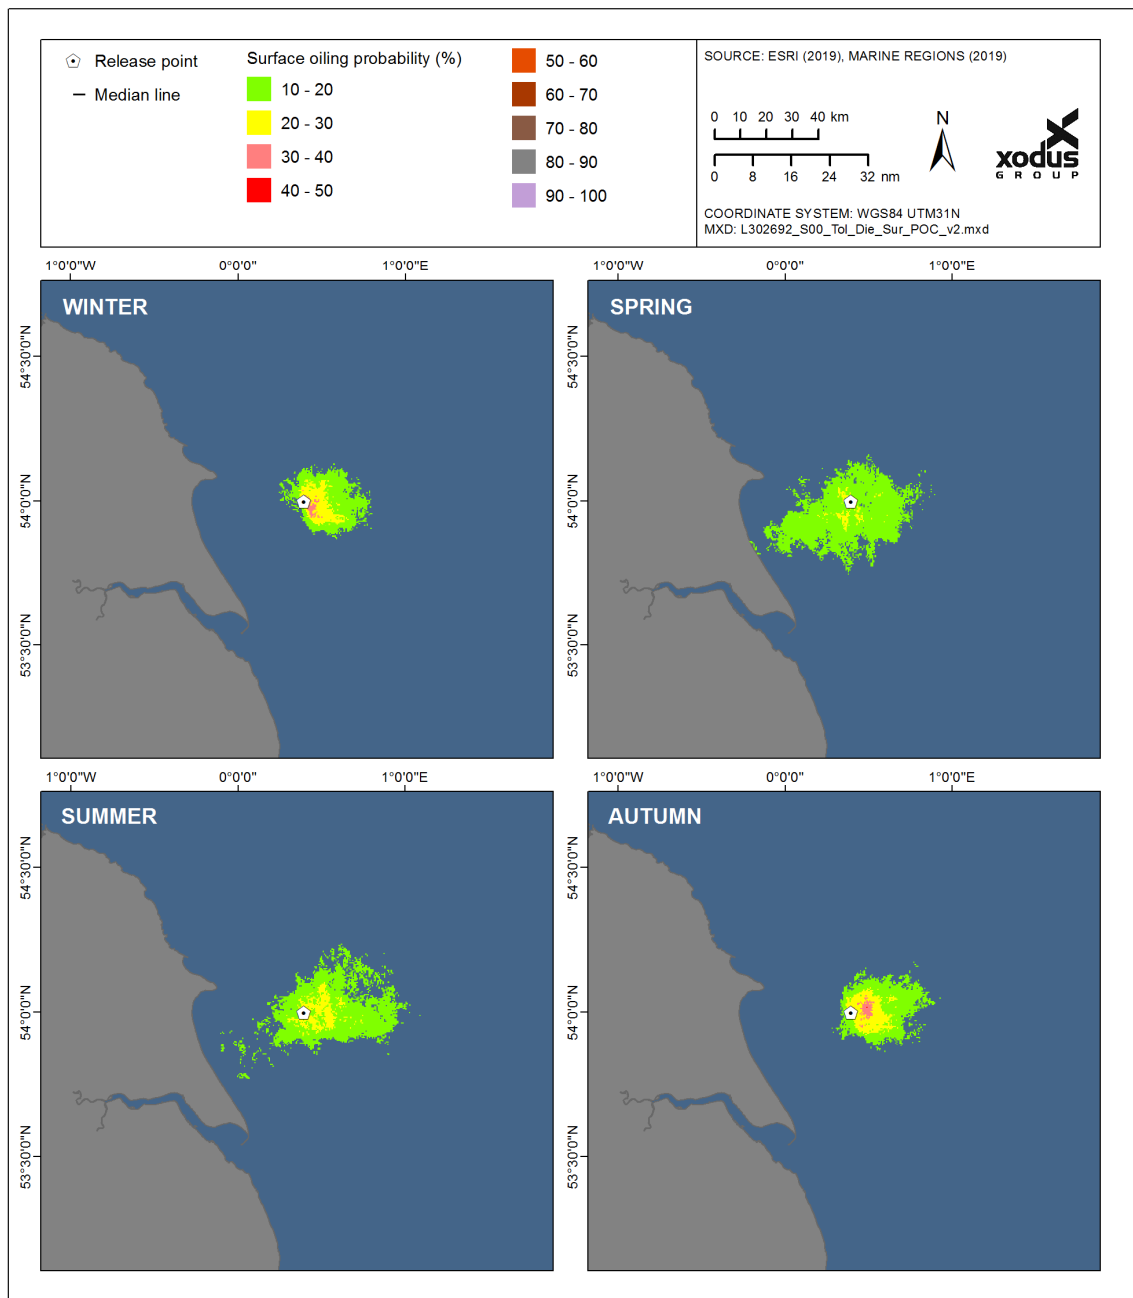 Release point
Median line
Surface oiling probability (%)
10 - 20
20 - 30
30 - 40
40 - 50
50 - 60
60 - 70
70 - 80
80 - 90
90 - 100
SOURCE: ESRI (2019), MARINE REGIONS (2019)
0 10 20 30 40 km
0 8 16 24 32 nm
N
xodus
GROUP
COORDINATE SYSTEM: WGS84 UTM31N
MXD: L302692_S00_Tol_Die_Sur_POC_v2.mxd
1°0'0"W 0°0'0" 1°0'0"E
54°30'0"N
54°0'0"N
53°30'0"N
WINTER
1°0'0"W 0°0'0" 1°0'0"E
54°30'0"N
54°0'0"N
53°30'0"N
SPRING
1°0'0"W 0°0'0" 1°0'0"E
54°30'0"N
54°0'0"N
53°30'0"N
SUMMER
1°0'0"W 0°0'0" 1°0'0"E
54°30'0"N
54°0'0"N
53°30'0"N
AUTUMN